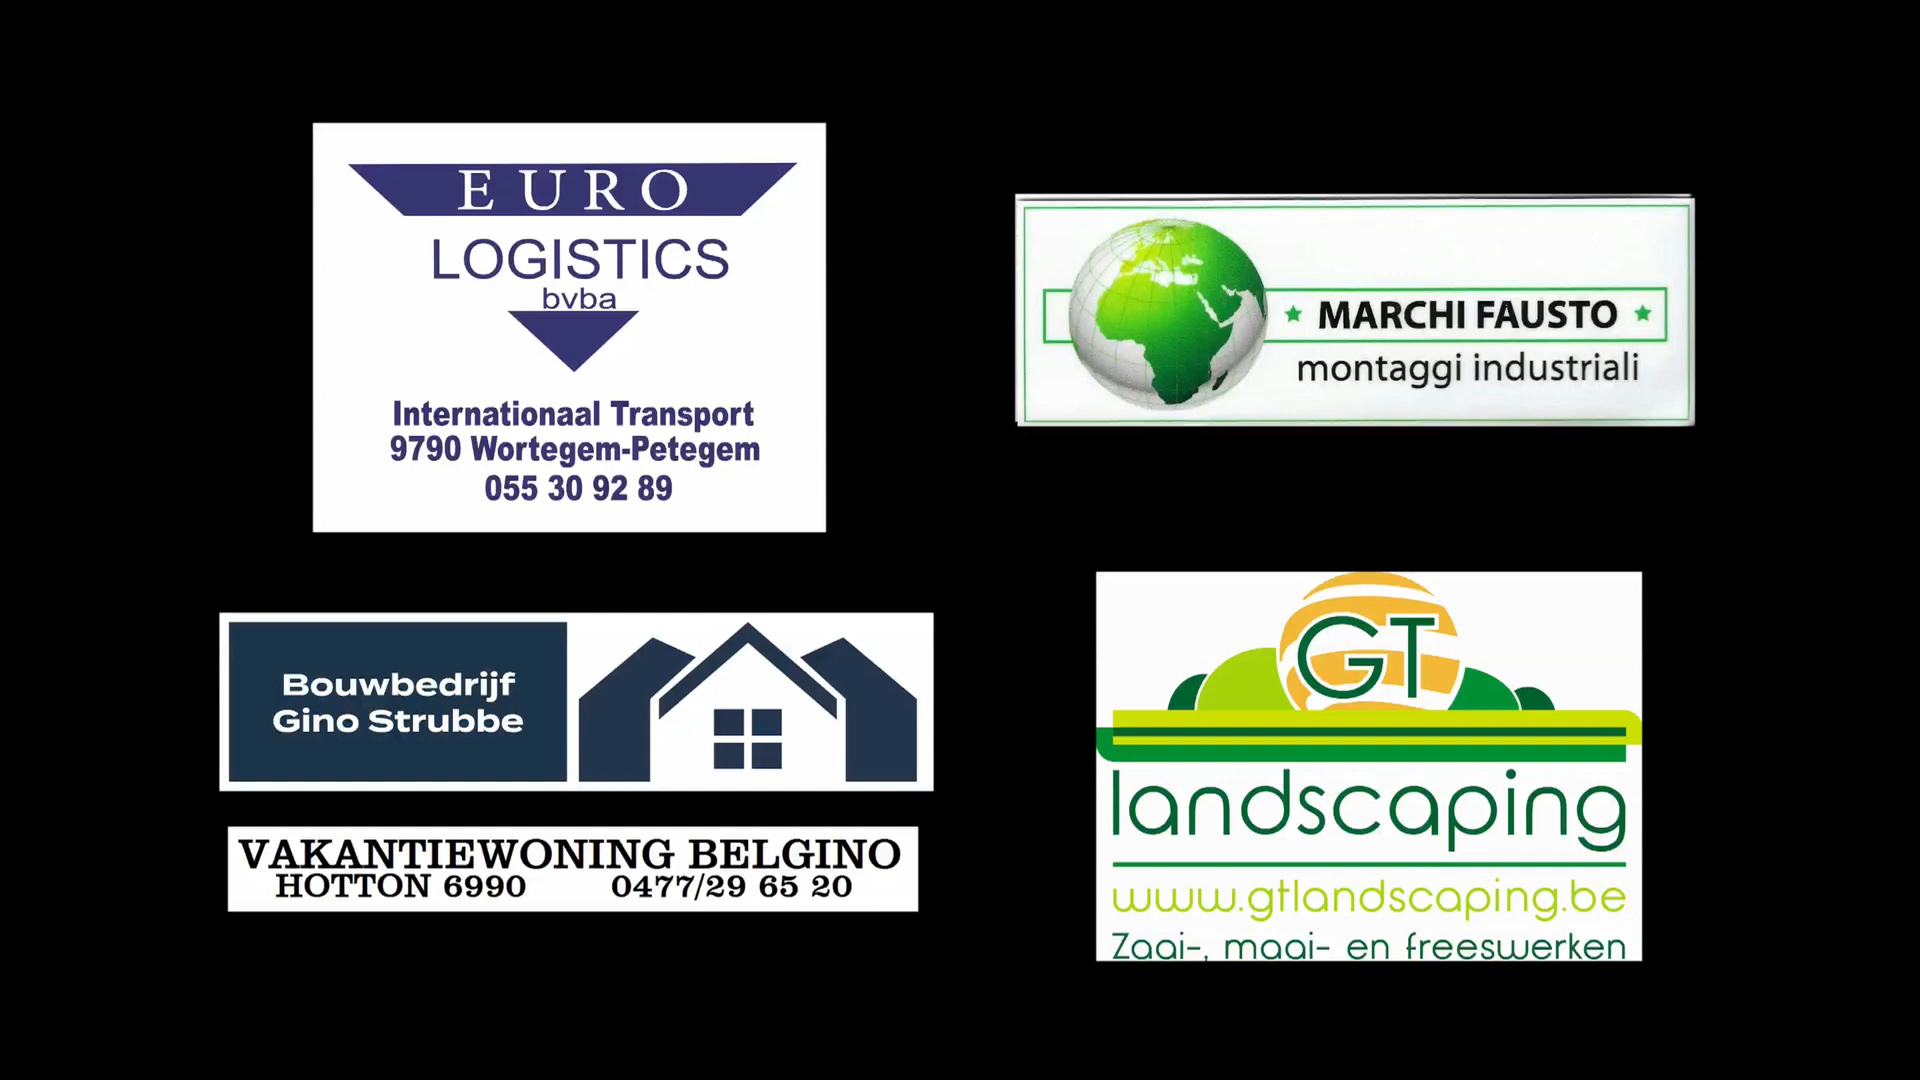 EURO
LOGISTICS
bvba
Internationaal Transport
9790 Wortegem-Petegem
055 30 92 89
MARCHI FAUSTO
montaggi industriali
Bouwbedrijf
Gino Strubbe
VAKANTIEWONING BELGINO
HOTTON 6990 0477/29 65 20
GT
landscaping
www.gtlandscaping.be
Zaai-, maai- en freeswerken